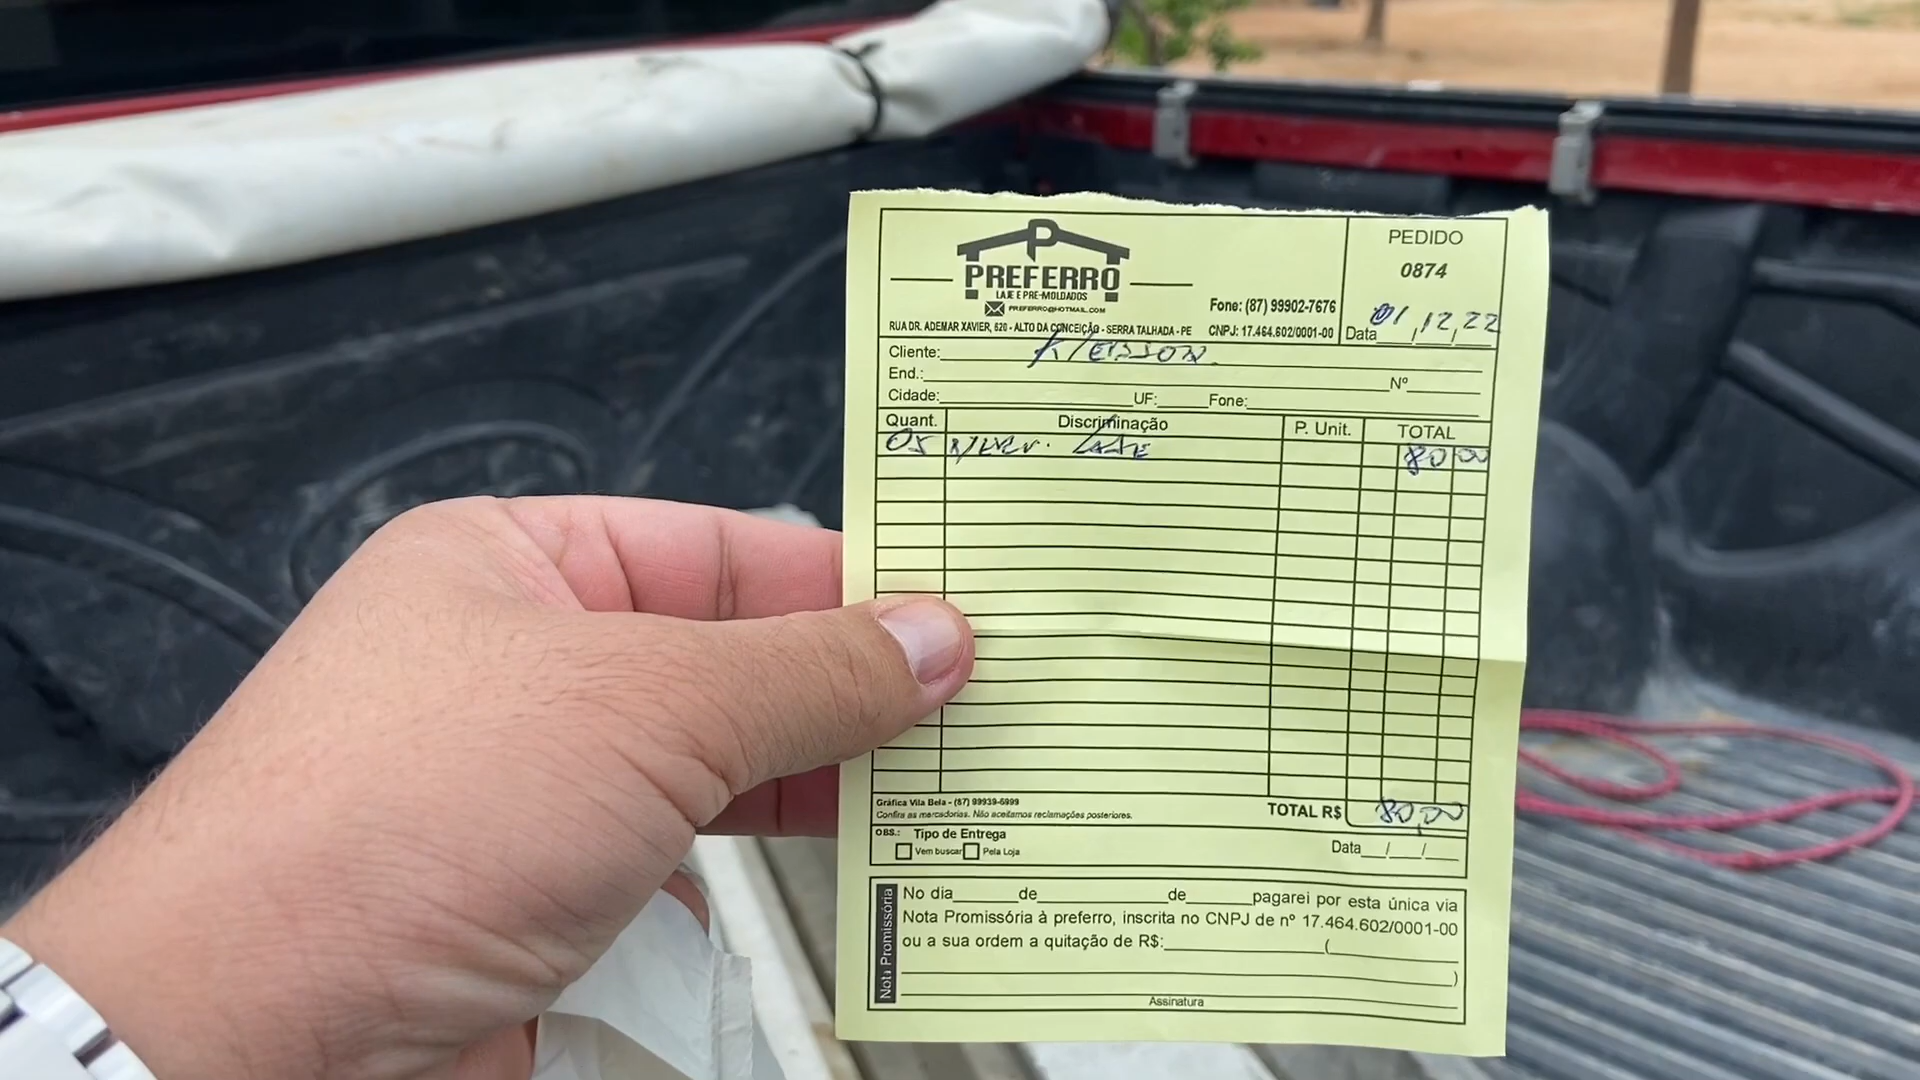 P
PREFERRO
LAJE E PRE-MOLDADOS
PREFERRO@HOTMAIL.COM
Fone: (87) 99902-7676
RUA DR. ADEMAR XAVIER, 620 - ALTO DA CONCEIÇÃO - SERRA TALHADA - PE CNPJ: 17.464.602/0001-00
PEDIDO
0874
Data 01/12/22
Cliente: Kleisson
End.: Nº
Cidade: UF: Fone:
Quant. Discriminação P. Unit. TOTAL
05 Laje 80,00
Gráfica Vila Bela - (87) 99939-6999
Confira as mercadorias. Não aceitamos reclamações posteriores.
TOTAL R$ 80,00
OBS.: Tipo de Entrega
Vem buscar Pela Loja Data / /
Nota Promissória
No dia de de pagarei por esta única via
Nota Promissória à preferro, inscrita no CNPJ de nº 17.464.602/0001-00
ou a sua ordem a quitação de R$: (
)
Assinatura